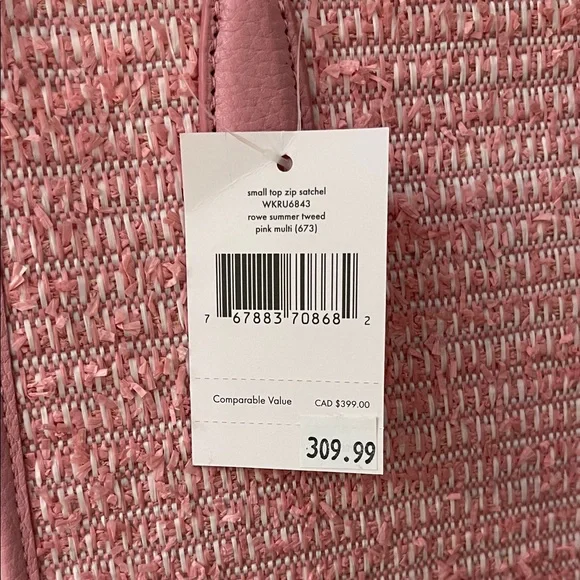 small top zip satchel
WKRU6843
rowe summer tweed
pink multi (673)
7 67883 70868 2
Comparable Value CAD $399.00
309.99